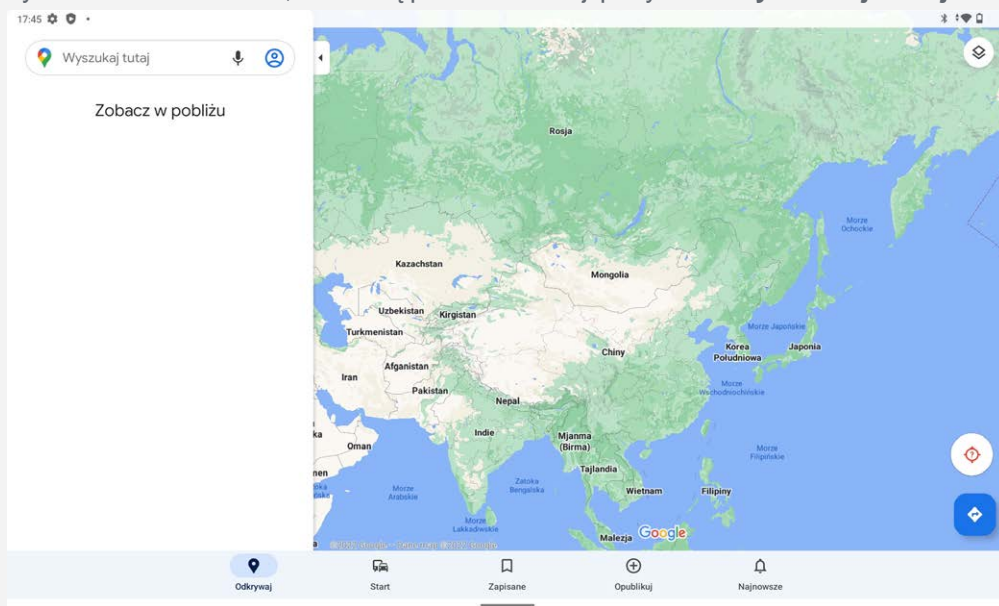 17:45
Wyszukaj tutaj
Zobacz w pobliżu
Rosja
Morze
Ochockie
Kazachstan
Mongolia
Uzbekistan
Kirgistan
Turkmenistan
Morze Japońskie
Korea
Południowa
Japonia
Chiny
Afganistan
Iran
Pakistan
Morze
Wschodniochińskie
Nepal
Indie
Mjanma
(Birma)
Oman
Morze
Filipińskie
Tajlandia
Zatoka
Bengalska
Morze
Arabskie
Wietnam
Filipiny
Morze
Lakkadiwskie
Malezja
Google
Odkrywaj
Start
Zapisane
Opublikuj
Najnowsze